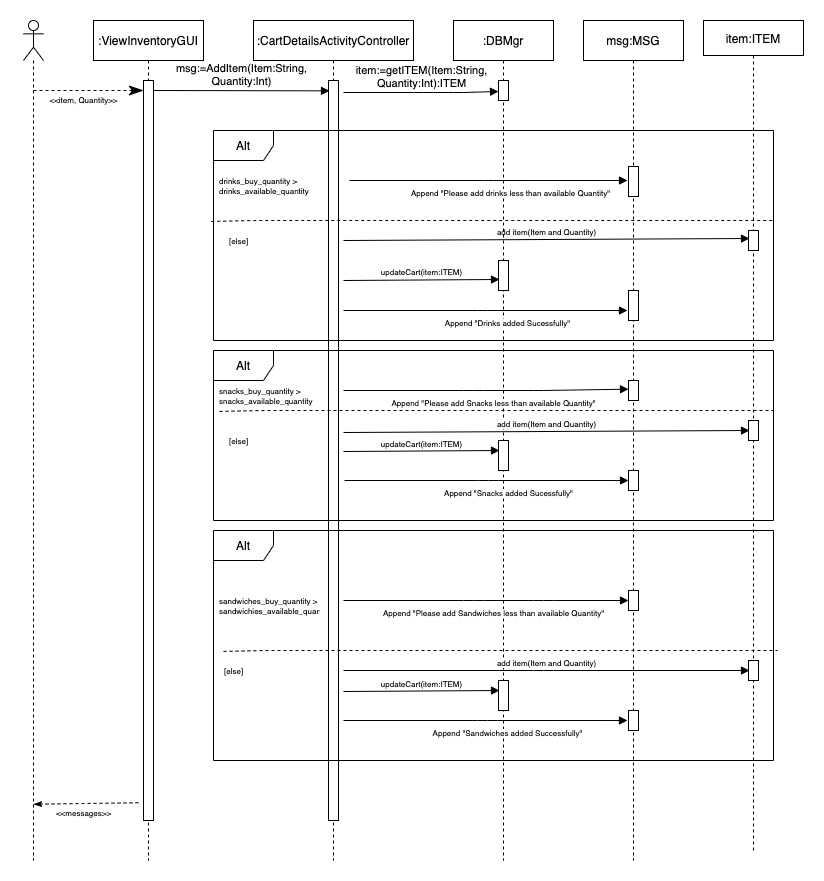 :ViewInventoryGUI
:CartDetailsActivityController
:DBMgr
msg:MSG
item:ITEM
msg:=AddItem(Item:String,
Quantity:Int)
item:=getITEM(Item:String,
Quantity:Int):ITEM
<<item, Quantity>>
Alt
drinks_buy_quantity >
drinks_available_quantity
Append "Please add drinks less than available Quantity"
[else]
add item(Item and Quantity)
updateCart(item:ITEM)
Append "Drinks added Sucessfully"
Alt
snacks_buy_quantity >
snacks_available_quantity
Append "Please add Snacks less than available Quantity"
[else]
add item(Item and Quantity)
updateCart(item:ITEM)
Append "Snacks added Sucessfully"
Alt
sandwiches_buy_quantity >
sandwichies_available_quar
Append "Please add Sandwiches less than available Quantity"
[else]
add item(Item and Quantity)
updateCart(item:ITEM)
Append "Sandwiches added Successfully"
<<messages>>